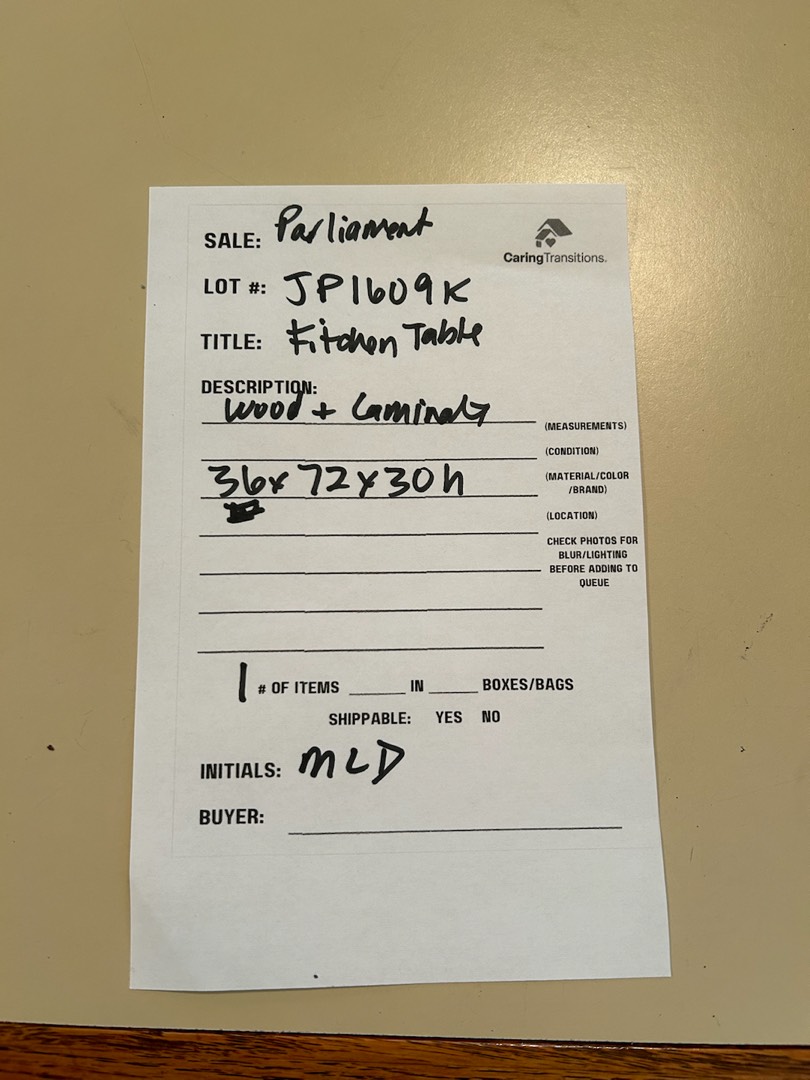 SALE: Parliament
CaringTransitions.
LOT #: JP1609K
TITLE: Kitchen Table
DESCRIPTION:
Wood + Laminate
(MEASUREMENTS)
(CONDITION)
36x72x30h
(MATERIAL/COLOR
/BRAND)
(LOCATION)
CHECK PHOTOS FOR
BLUR/LIGHTING
BEFORE ADDING TO
QUEUE
1 # OF ITEMS ______ IN ______ BOXES/BAGS
SHIPPABLE: YES NO
INITIALS: MLD
BUYER: